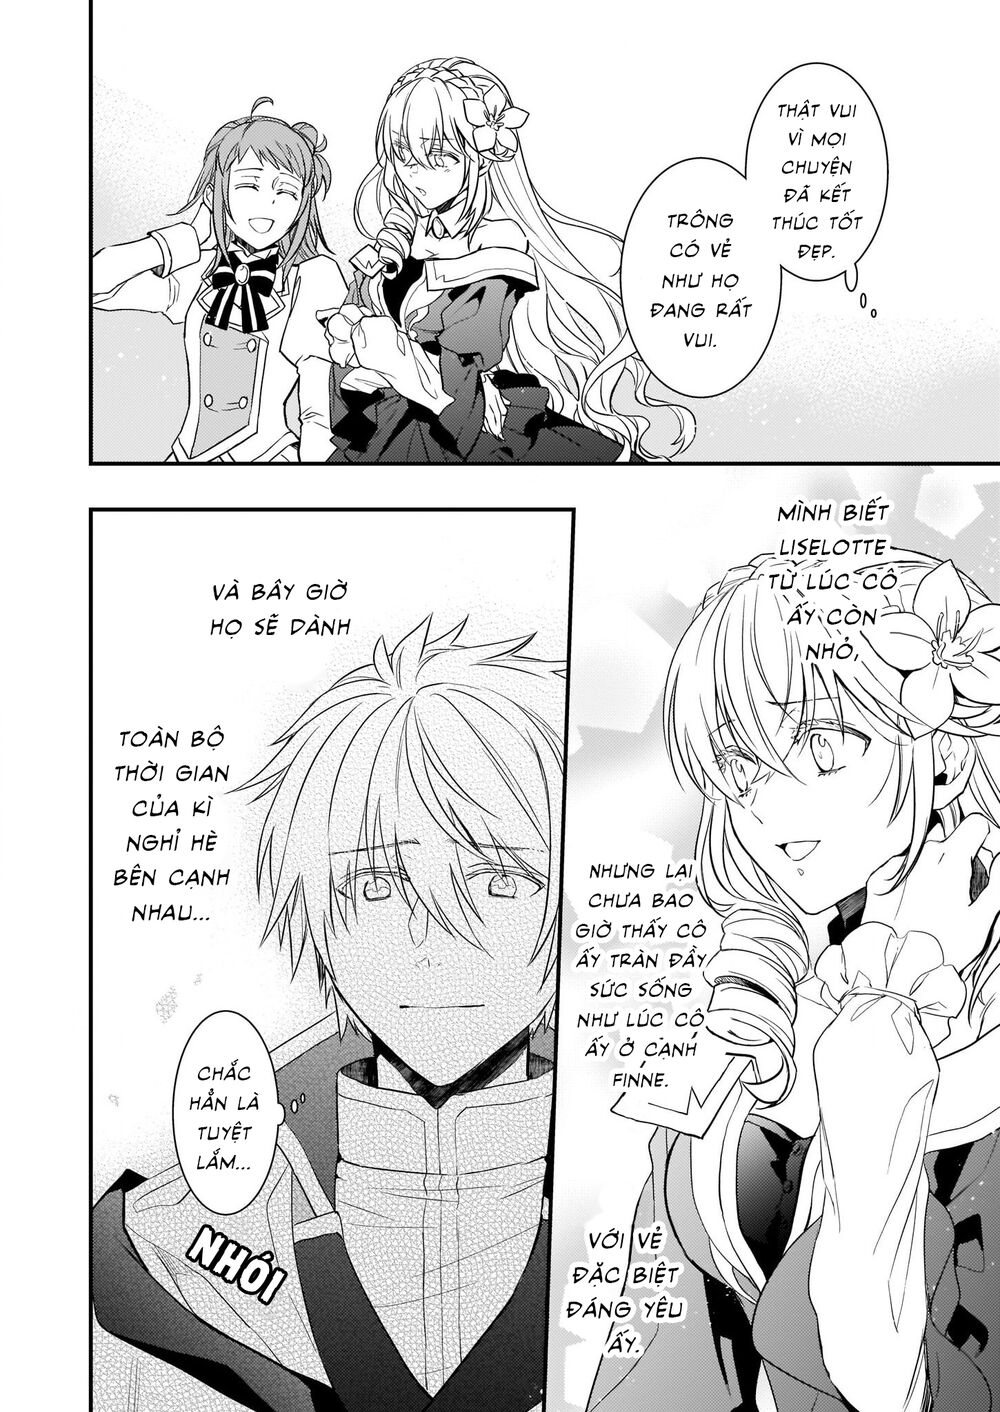 THẬT VUI
VÌ MỌI
CHUYỆN
ĐÃ KẾT
THÚC TỐT
ĐẸP.
TRÔNG
CÓ VẺ
NHƯ HỌ
ĐANG RẤT
VUI.
MÌNH BIẾT
LISELOTTE
TỪ LÚC CÔ
ẤY CÒN
NHỎ,
NHƯNG LẠI
CHƯA BAO
GIỜ THẤY CÔ
ẤY TRÀN ĐẦY
SỨC SỐNG
NHƯ LÚC CÔ
ẤY Ở CẠNH
FINNE.
VỚI VẺ
ĐẶC BIỆT
ĐÁNG YÊU
ẤY.
VÀ BÂY GIỜ
HỌ SẼ DÀNH
TOÀN BỘ
THỜI GIAN
CỦA KÌ
NGHỈ HÈ
BÊN CẠNH
NHAU...
CHẮC
HẲN LÀ
TUYỆT
LẮM...
NHÓI